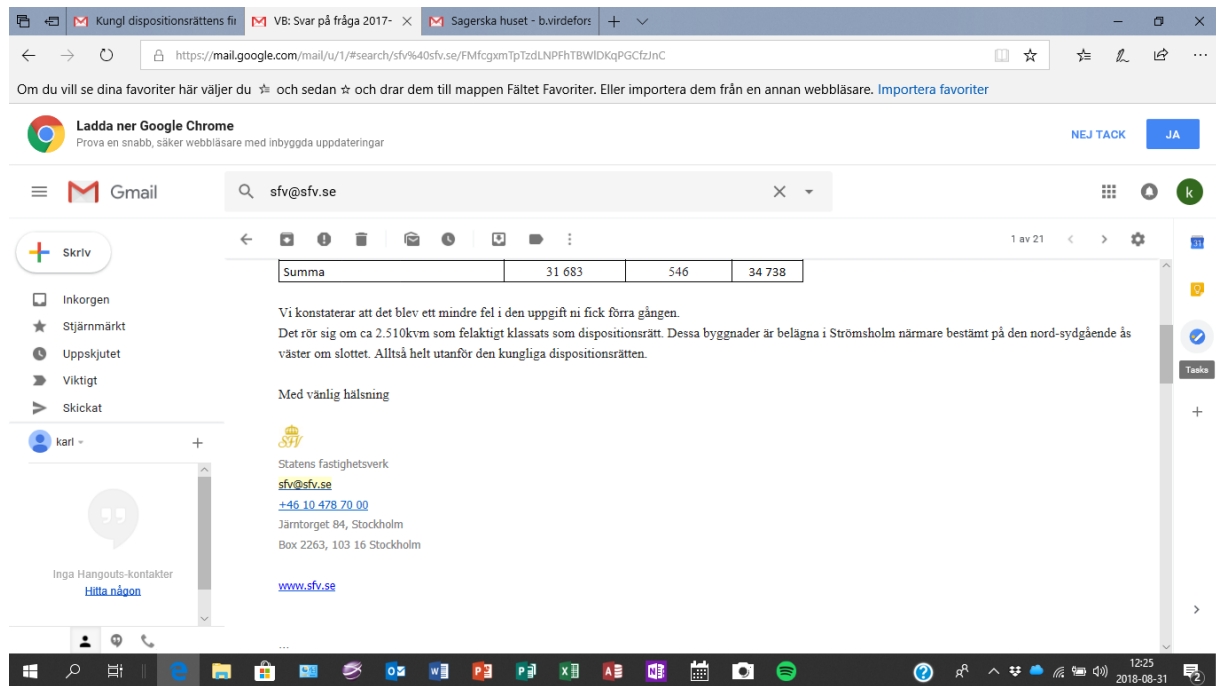 Kungl dispositionsrättens fir
VB: Svar på fråga 2017-
Sagerska huset - b.virdefors
https://mail.google.com/mail/u/1/#search/sfv%40sfv.se/FMfcgxmTpTzdLNPFhTBWlDKqPGCfzJnC
Om du vill se dina favoriter här väljer du och sedan och drar dem till mappen Fältet Favoriter. Eller importera dem från en annan webbläsare. Importera favoriter
Ladda ner Google Chrome
Prova en snabb, säker webbläsare med inbyggda uppdateringar
NEJ TACK
JA
Gmail
sfv@sfv.se
k
Skriv
1 av 21
31
Inkorgen
Stjärnmärkt
Uppskjutet
Viktigt
Skickat
karl
Inga Hangouts-kontakter
Hitta någon
Summa 31 683 546 34 738
Vi konstaterar att det blev ett mindre fel i den uppgift ni fick förra gången.
Det rör sig om ca 2.510kvm som felaktigt klassats som dispositionsrätt. Dessa byggnader är belägna i Strömsholm närmare bestämt på den nord-sydgående ås
väster om slottet. Alltså helt utanför den kungliga dispositionsrätten.
Med vänlig hälsning
SFV
Statens fastighetsverk
sfv@sfv.se
+46 10 478 70 00
Järntorget 84, Stockholm
Box 2263, 103 16 Stockholm
www.sfv.se
...
Tasks
12:25
2018-08-31